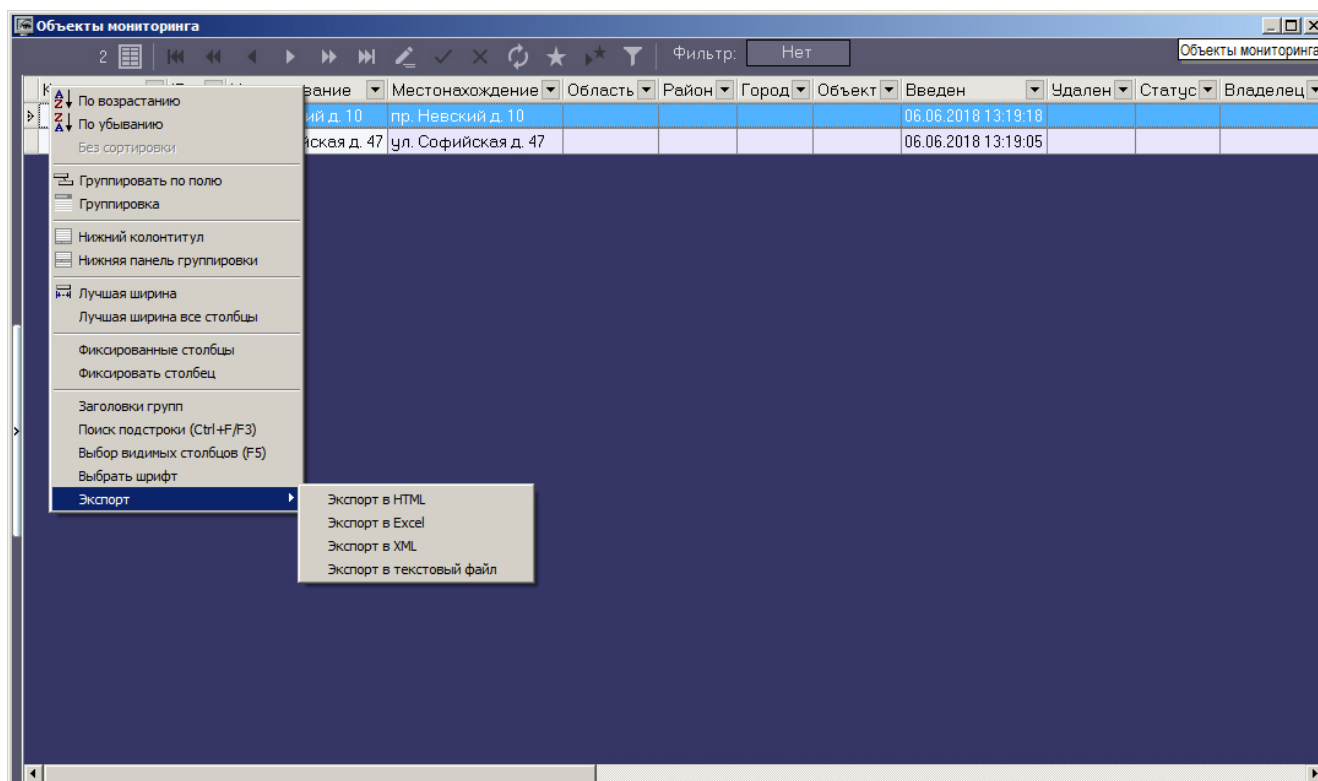 Объекты мониторинга
2 Фильтр: Нет
Объекты мониторинга
Местонахождение Область Район Город Объект Введен Удален Статус Владелец
пр. Невский д. 10 06.06.2018 13:19:18
д. 47 ул. Софийская д. 47 06.06.2018 13:19:05
По возрастанию
По убыванию
Без сортировки
Группировать по полю
Группировка
Нижний колонтитул
Нижняя панель группировки
Лучшая ширина
Лучшая ширина все столбцы
Фиксированные столбцы
Фиксировать столбец
Заголовки групп
Поиск подстроки (Ctrl+F/F3)
Выбор видимых столбцов (F5)
Выбрать шрифт
Экспорт
Экспорт в HTML
Экспорт в Excel
Экспорт в XML
Экспорт в текстовый файл